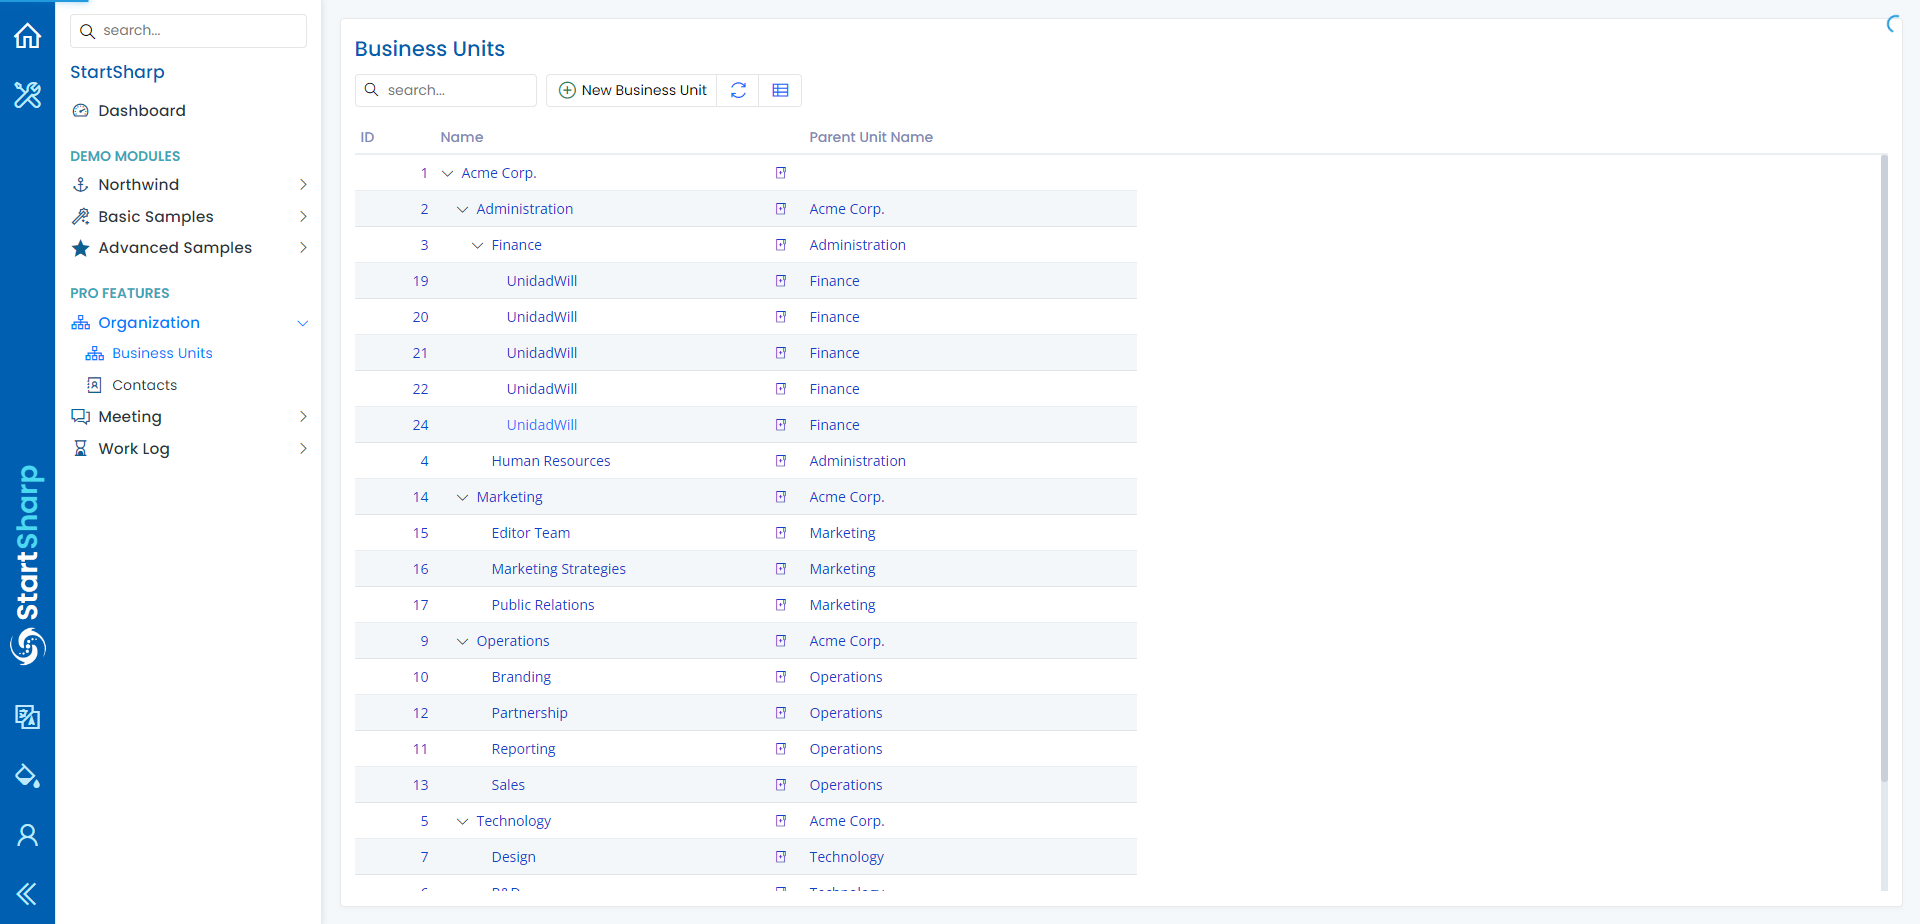 search...
StartSharp
Dashboard
DEMO MODULES
Northwind
Basic Samples
Advanced Samples
PRO FEATURES
Organization
Business Units
Contacts
Meeting
Work Log
StartSharp
Business Units
search...
New Business Unit
ID Name Parent Unit Name
1 Acme Corp.
2 Administration Acme Corp.
3 Finance Administration
19 UnidadWill Finance
20 UnidadWill Finance
21 UnidadWill Finance
22 UnidadWill Finance
24 UnidadWill Finance
4 Human Resources Administration
14 Marketing Acme Corp.
15 Editor Team Marketing
16 Marketing Strategies Marketing
17 Public Relations Marketing
9 Operations Acme Corp.
10 Branding Operations
12 Partnership Operations
11 Reporting Operations
13 Sales Operations
5 Technology Acme Corp.
7 Design Technology